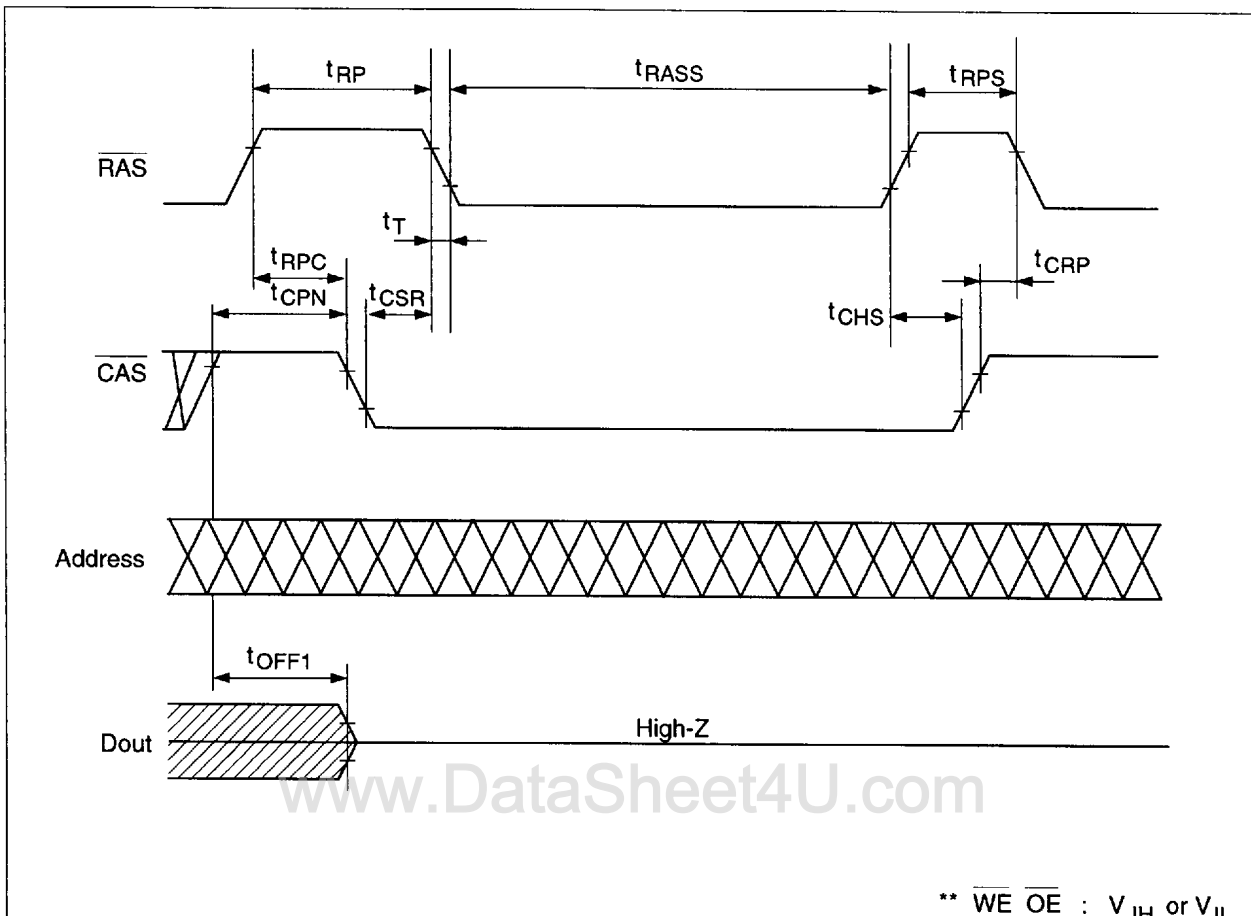 tRP tRASS tRPS
RAS
tT
tRPC tCRP
tCPN tCSR tCHS
CAS
Address
tOFF1
High-Z
Dout
www.DataSheet4U.com
** WE OE : VIH or VIL